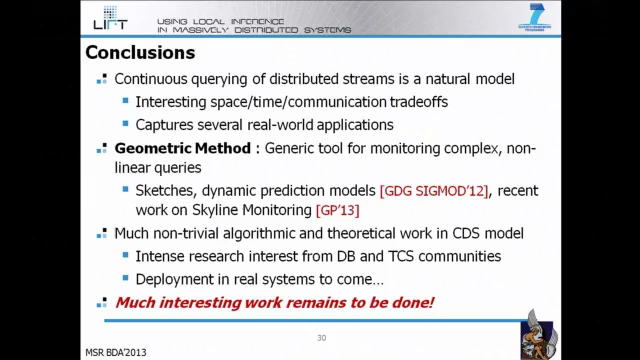 LIFT
USING LOCAL INFERENCE
IN MASSIVELY DISTRIBUTED SYSTEMS
7
SEVENTH FRAMEWORK
PROGRAMME
Conclusions
Continuous querying of distributed streams is a natural model
Interesting space/time/communication tradeoffs
Captures several real-world applications
Geometric Method : Generic tool for monitoring complex, non-
linear queries
Sketches, dynamic prediction models [GDG SIGMOD'12], recent
work on Skyline Monitoring [GP'13]
Much non-trivial algorithmic and theoretical work in CDS model
Intense research interest from DB and TCS communities
Deployment in real systems to come…
Much interesting work remains to be done!
30
MSR BDA'2013